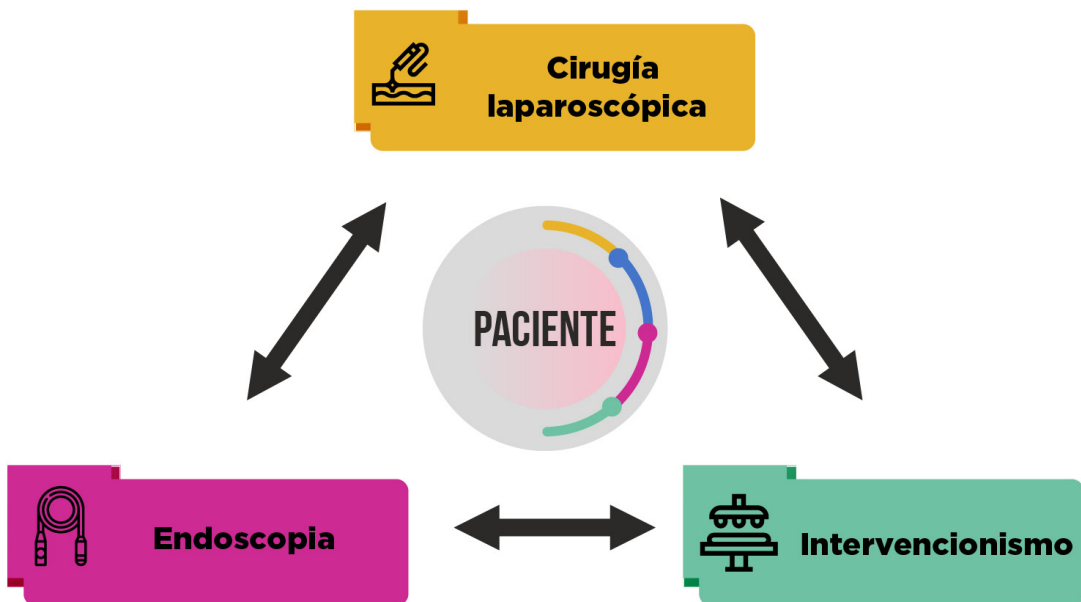 Cirugía
laparoscópica
PACIENTE
Endoscopia
Intervencionismo